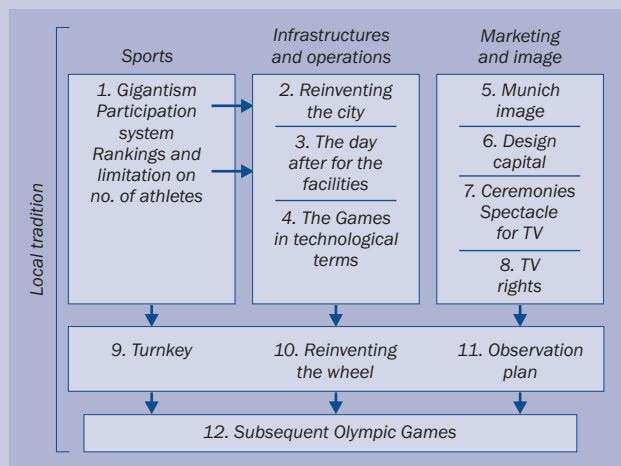 Local tradition
Sports
1. Gigantism
Participation
system
Rankings and
limitation on
no. of athletes
Infrastructures
and operations
2. Reinventing
the city
3. The day
after for the
facilities
4. The Games
in technological
terms
Marketing
and image
5. Munich
image
6. Design
capital
7. Ceremonies
Spectacle
for TV
8. TV
rights
9. Turnkey
10. Reinventing
the wheel
11. Observation
plan
12. Subsequent Olympic Games